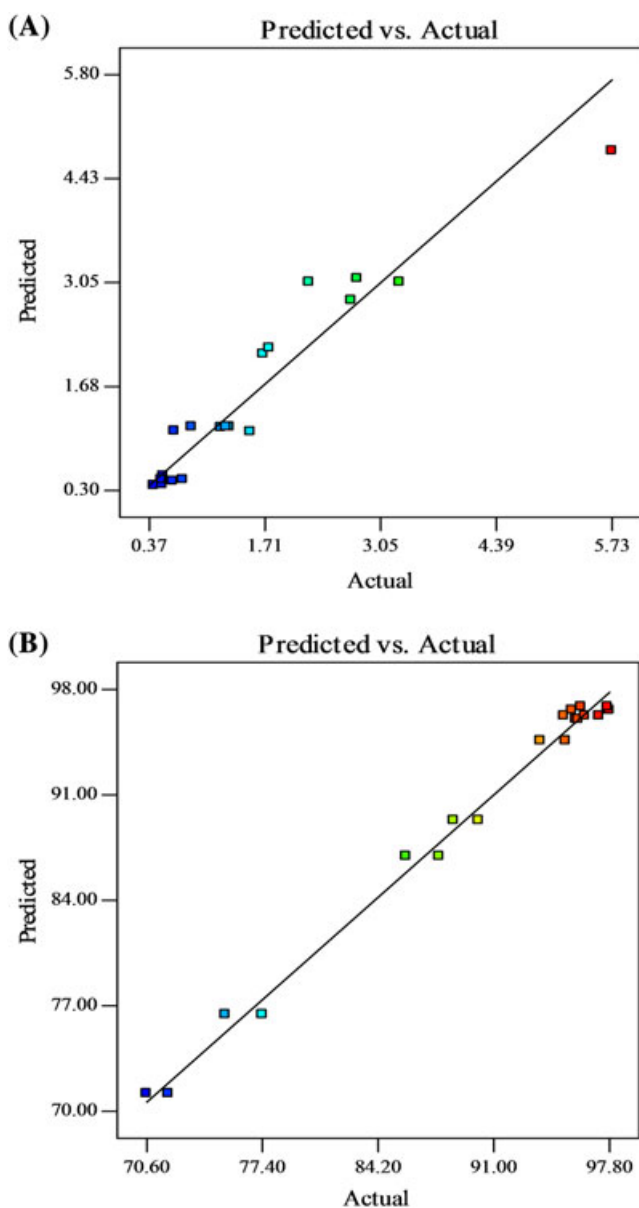 (A)
Predicted vs. Actual
5.80
4.43
3.05
1.68
0.30
Predicted
0.37 1.71 3.05 4.39 5.73
Actual
(B)
Predicted vs. Actual
98.00
91.00
84.00
77.00
70.00
Predicted
70.60 77.40 84.20 91.00 97.80
Actual